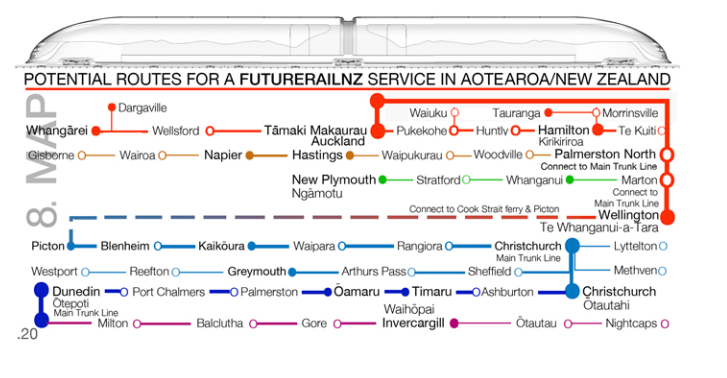 POTENTIAL ROUTES FOR A FUTURERAILNZ SERVICE IN AOTEAROA/NEW ZEALAND
8. MAP
Dargaville
Waiuku Tauranga Morrinsville
Whangārei Wellsford Tāmaki Makaurau Pukekohe Huntly Hamilton Te Kuiti
Auckland Kirikiriroa
Gisborne Wairoa Napier Hastings Waipukurau Woodville Palmerston North
Connect to Main Trunk Line
New Plymouth Stratford Whanganui Marton
Ngāmotu Connect to
Main Trunk Line
Connect to Cook Strait ferry & Picton Wellington
Te Whanganui-a-Tara
Picton Blenheim Kaikōura Waipara Rangiora Christchurch Lyttelton
Main Trunk Line
Westport Reefton Greymouth Arthurs Pass Sheffield Methven
Dunedin Port Chalmers Palmerston Ōamaru Timaru Ashburton Christchurch
Ōtepoti Ōtautahi
Main Trunk Line Waihōpai
Milton Balclutha Gore Invercargill Ōtautau Nightcaps
.20